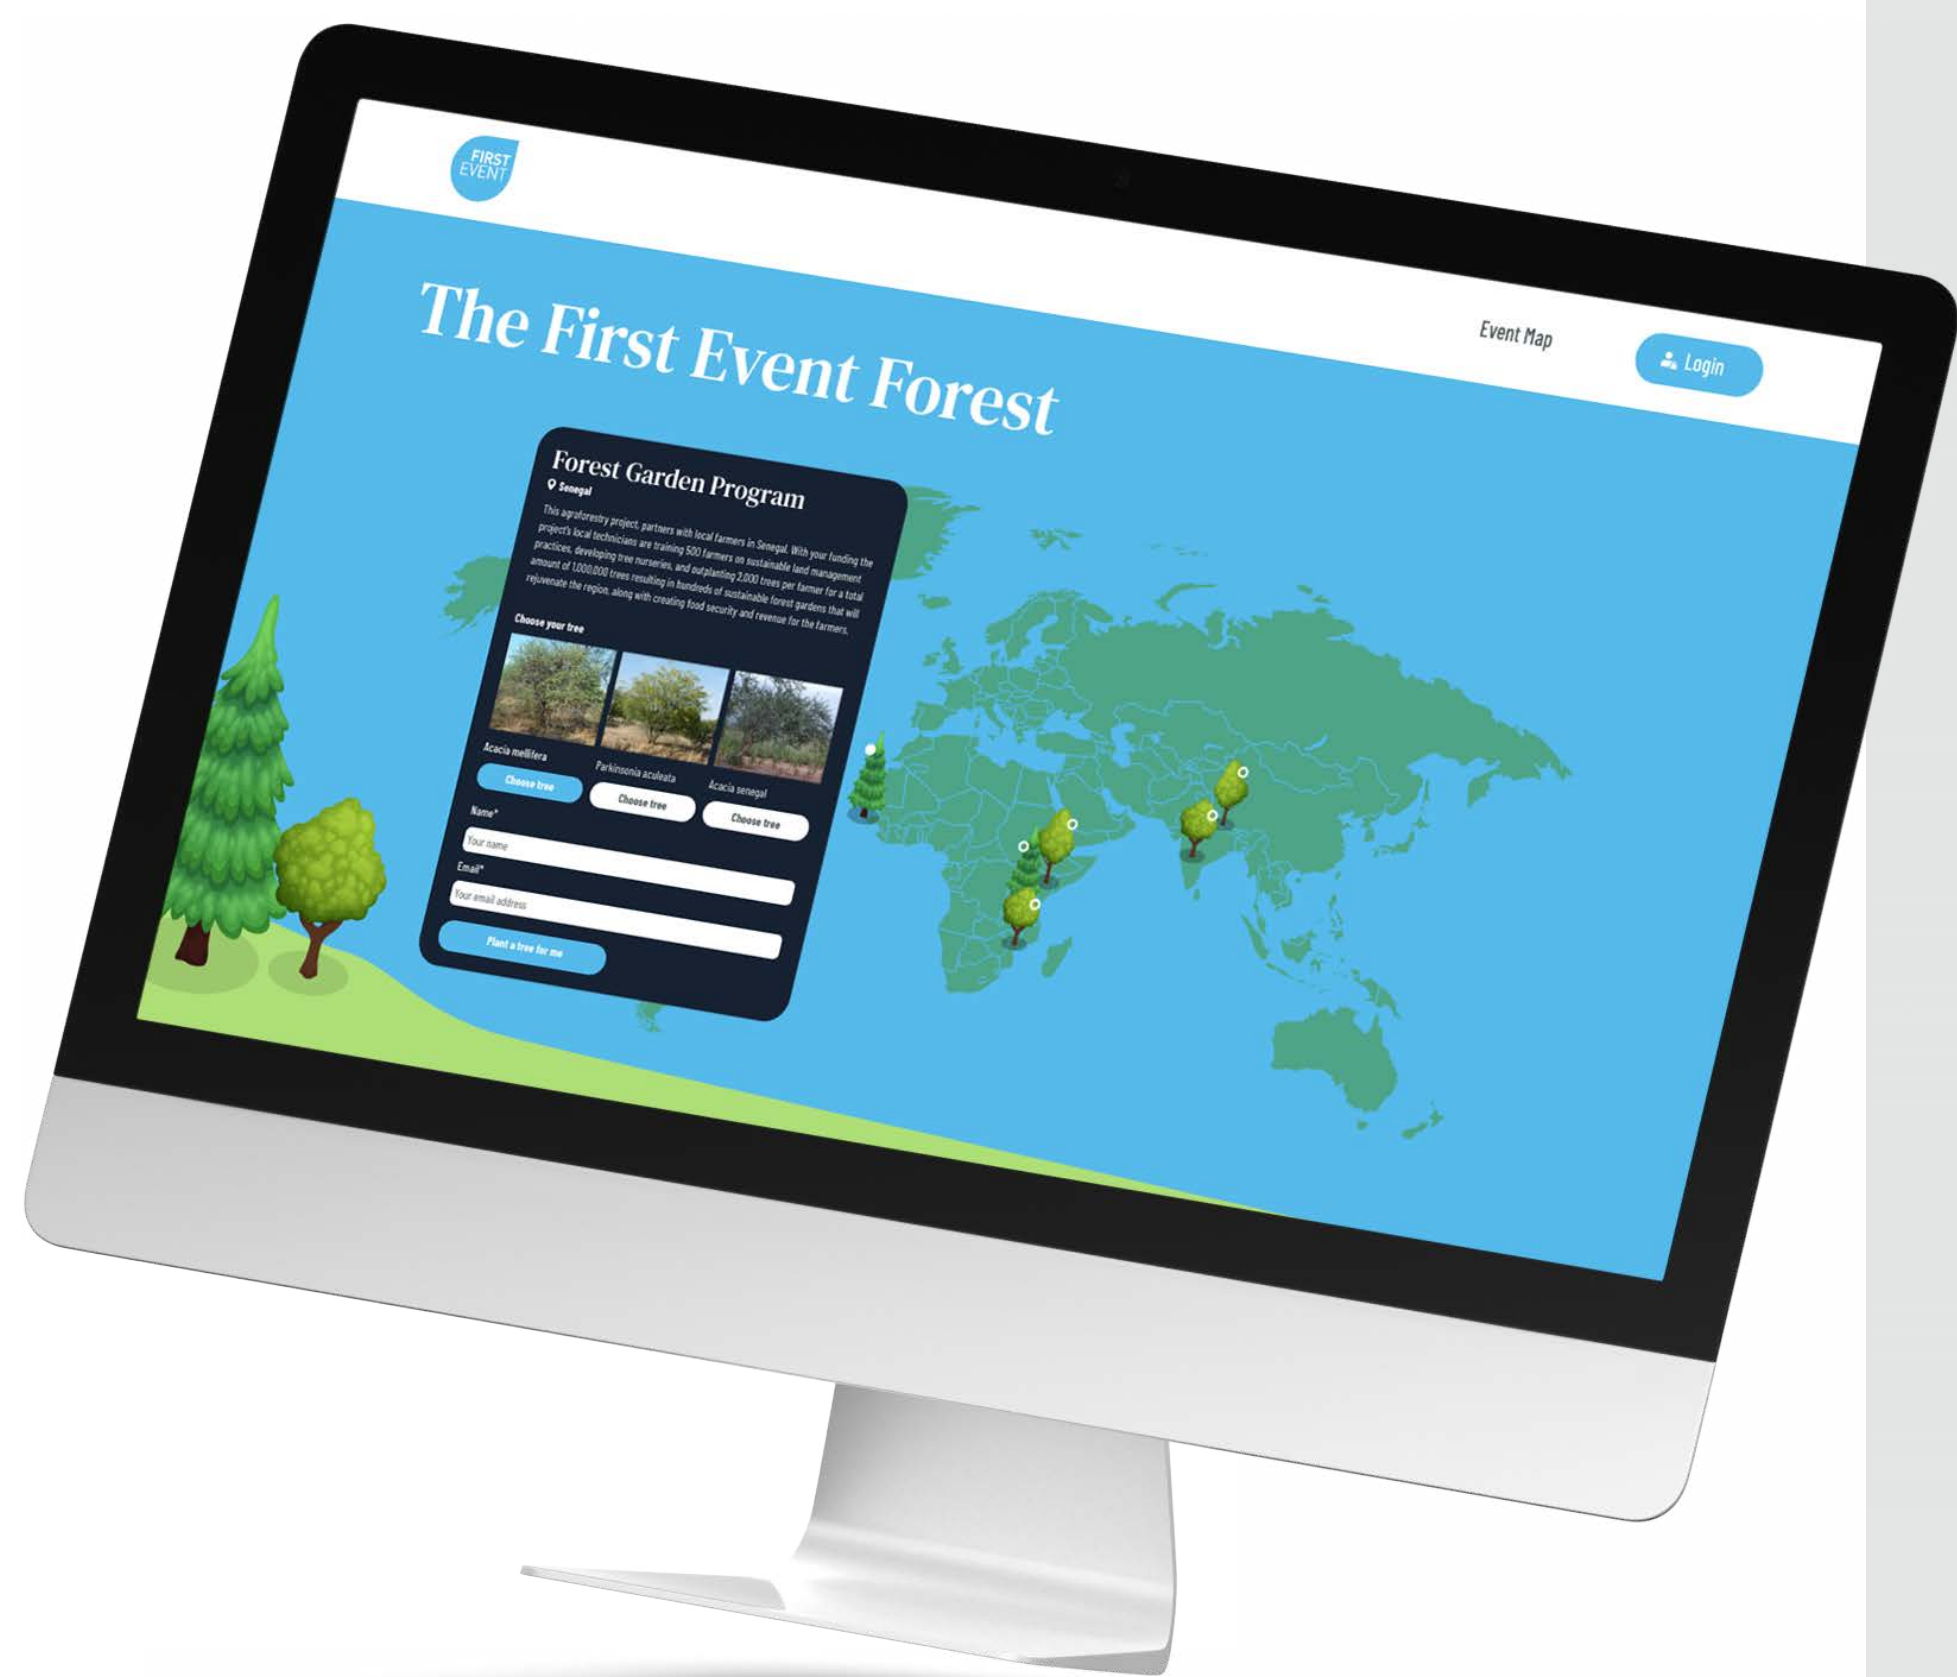 FIRST
EVENT
Event Map
Login
The First Event Forest
Forest Garden Program
Senegal
This agroforestry project, partners with local farmers in Senegal. With your funding the
project's local technicians are training 500 farmers on sustainable land management
practices, developing tree nurseries, and outplanting 2,000 trees per farmer for a total
amount of 1,000,000 trees resulting in hundreds of sustainable forest gardens that will
rejuvenate the region, along with creating food security and revenue for the farmers.
Choose your tree
Acacia mellifera
Parkinsonia aculeata
Acacia senegal
Choose tree
Choose tree
Choose tree
Name*
Your name
Email*
Your email address
Plant a tree for me